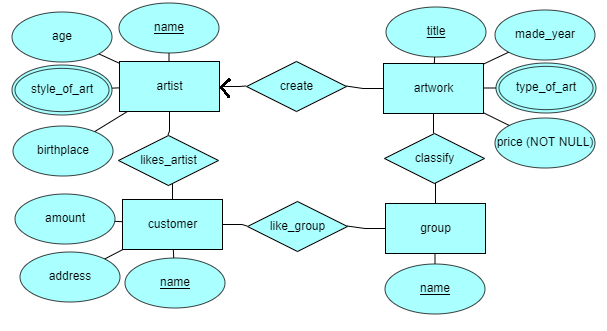 age
name
title
made_year
style_of_art
artist
create
artwork
type_of_art
birthplace
likes_artist
classify
price (NOT NULL)
amount
customer
like_group
group
address
name
name